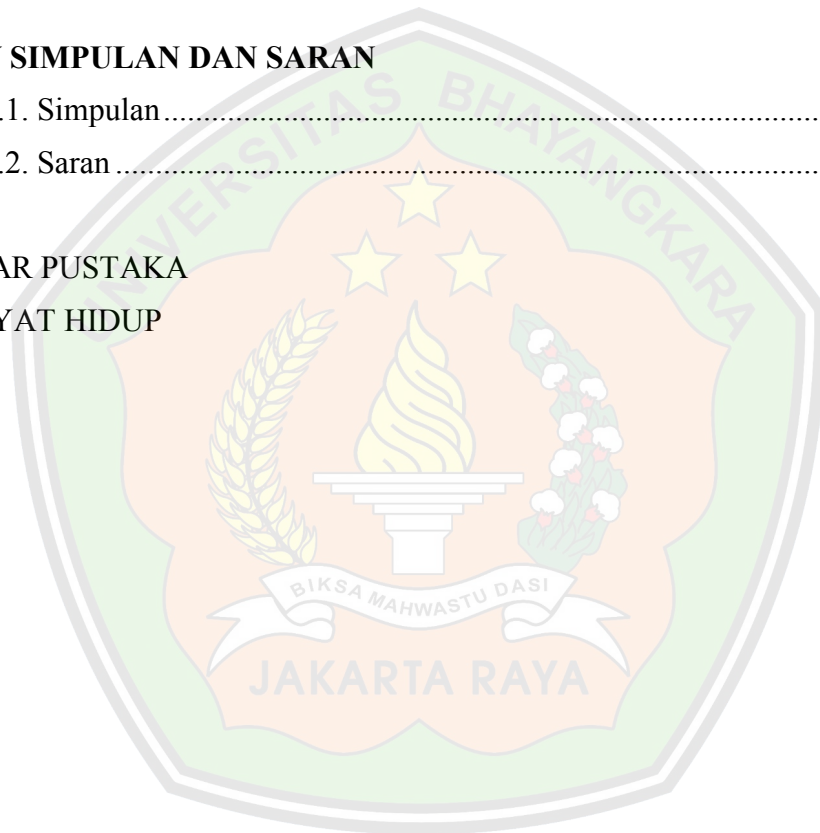 SIMPULAN DAN SARAN
.1. Simpulan....................................................................................
.2. Saran..........................................................................................
AR PUSTAKA
YAT HIDUP
UNIVERSITAS BHAYANGKARA
BIKSA MAHWASTU DASI
JAKARTA RAYA